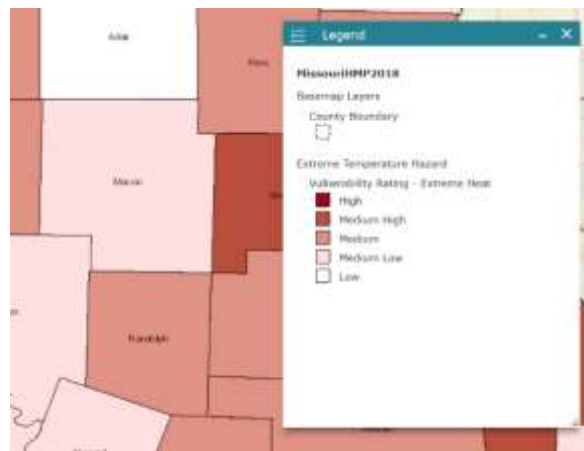 Legend
MissouriHMP2018
Basemap Layers
County Boundary
Extreme Temperature Hazard
Vulnerability Rating - Extreme Heat
High
Medium High
Medium
Medium Low
Low
Macon
Randolph